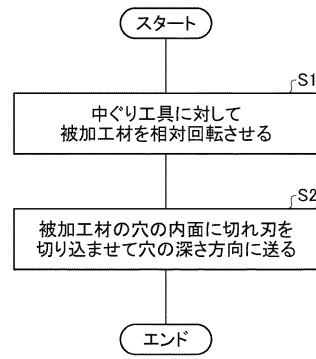 スタート
S1
中ぐり工具に対して
被加工材を相対回転させる
S2
被加工材の穴の内面に切れ刃を
切り込ませて穴の深さ方向に送る
エンド